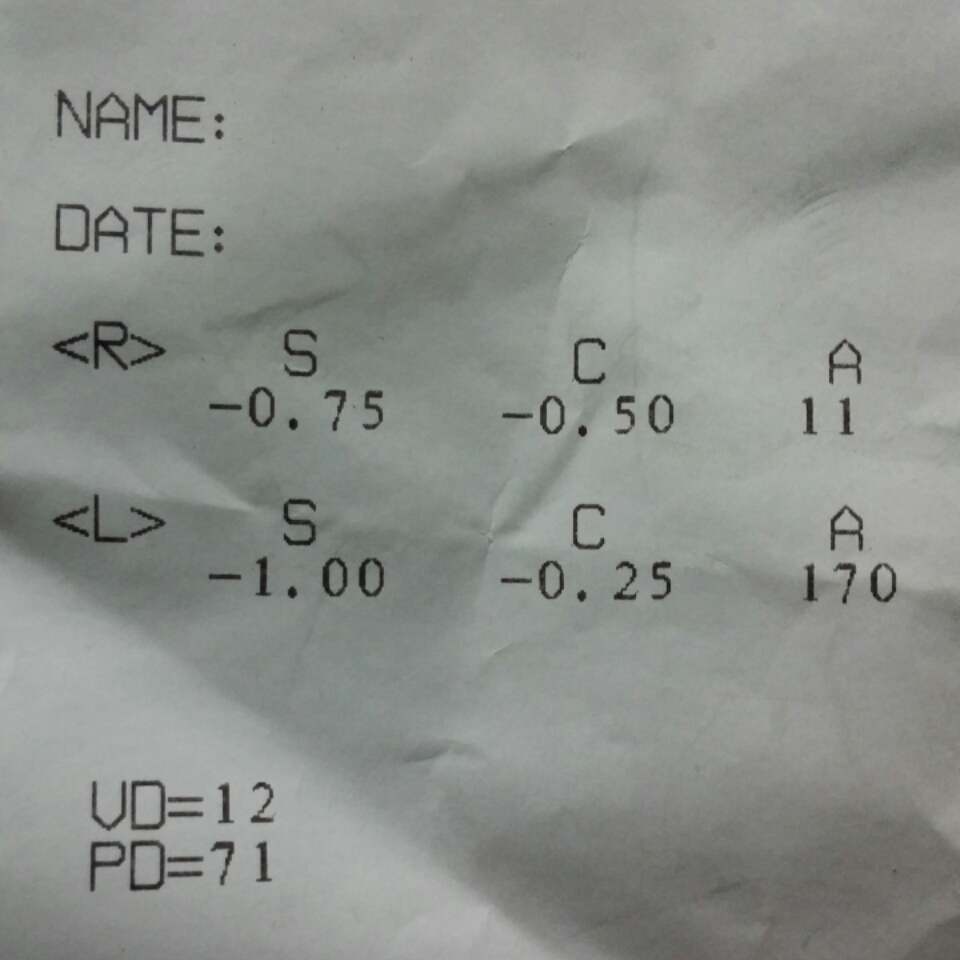 NAME:
DATE:
<R> S C A
-0.75 -0.50 11
<L> S C A
-1.00 -0.25 170
VD=12
PD=71